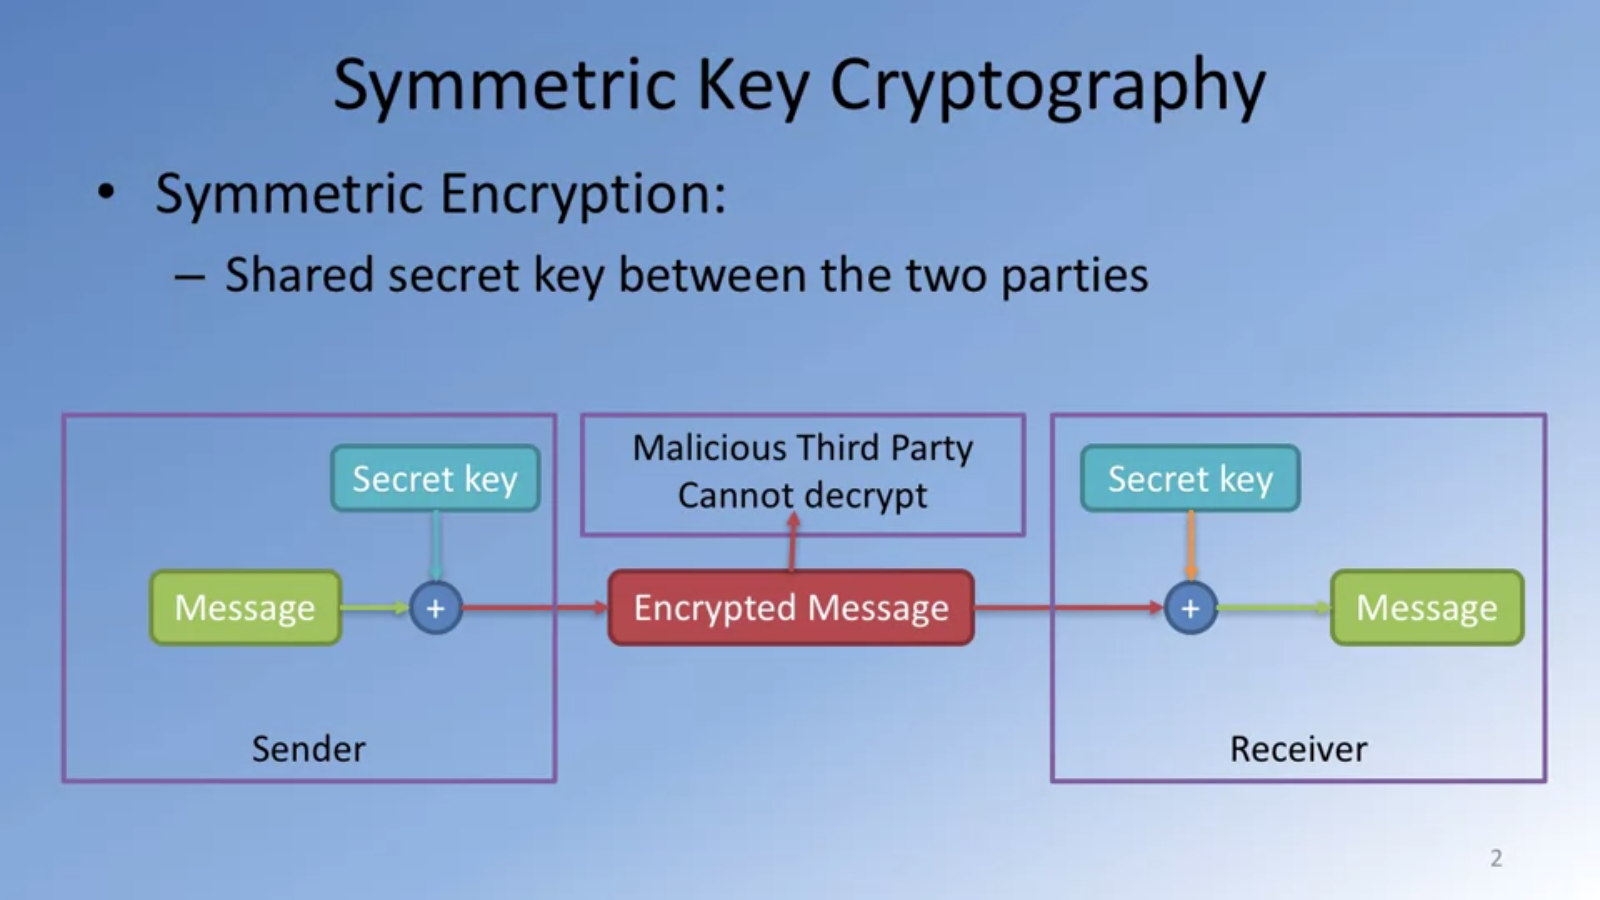 Symmetric Key Cryptography
• Symmetric Encryption:
– Shared secret key between the two parties
Secret key
Message
+
Sender
Malicious Third Party
Cannot decrypt
Encrypted Message
Secret key
+
Message
Receiver
2